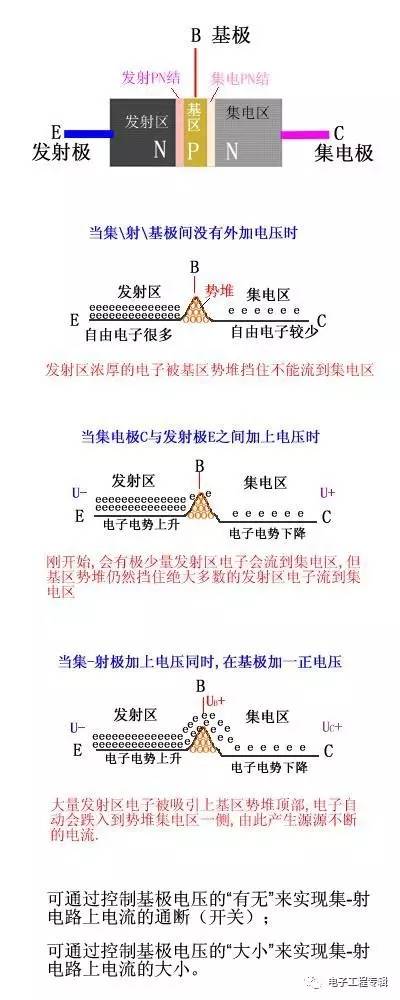 B 基极
发射PN结 集电PN结
发射区 基区 集电区
E N P N C
发射极 集电极
当集\射\基极间没有外加电压时
B
发射区 势垒 集电区
eeeeeeeeeeeeeee e e e e e e
E C
自由电子很多 自由电子较少
发射区浓厚的电子被基区势垒挡住不能流到集电区
当集电极C与发射极E之间加上电压时
B
发射区 集电区
U- U+
E C
电子电势上升 电子电势下降
刚开始, 会有极少量发射区电子会流到集电区, 但
基区势垒仍然挡住绝大多数的发射区电子流到集
电区
当集-射极加上电压同时, 在基极加一正电压
B
UB+
发射区 集电区
U- UC+
E C
电子电势上升 电子电势下降
大量发射区电子被吸引上基区势垒顶部, 电子自
动会跌入到势垒集电区一侧, 由此产生源源不断
的电流.
可通过控制基极电压的“有无”来实现集-射
电路上电流的通断（开关）；
可通过控制基极电压的“大小”来实现集-射
电路上电流的大小。
电子工程专辑